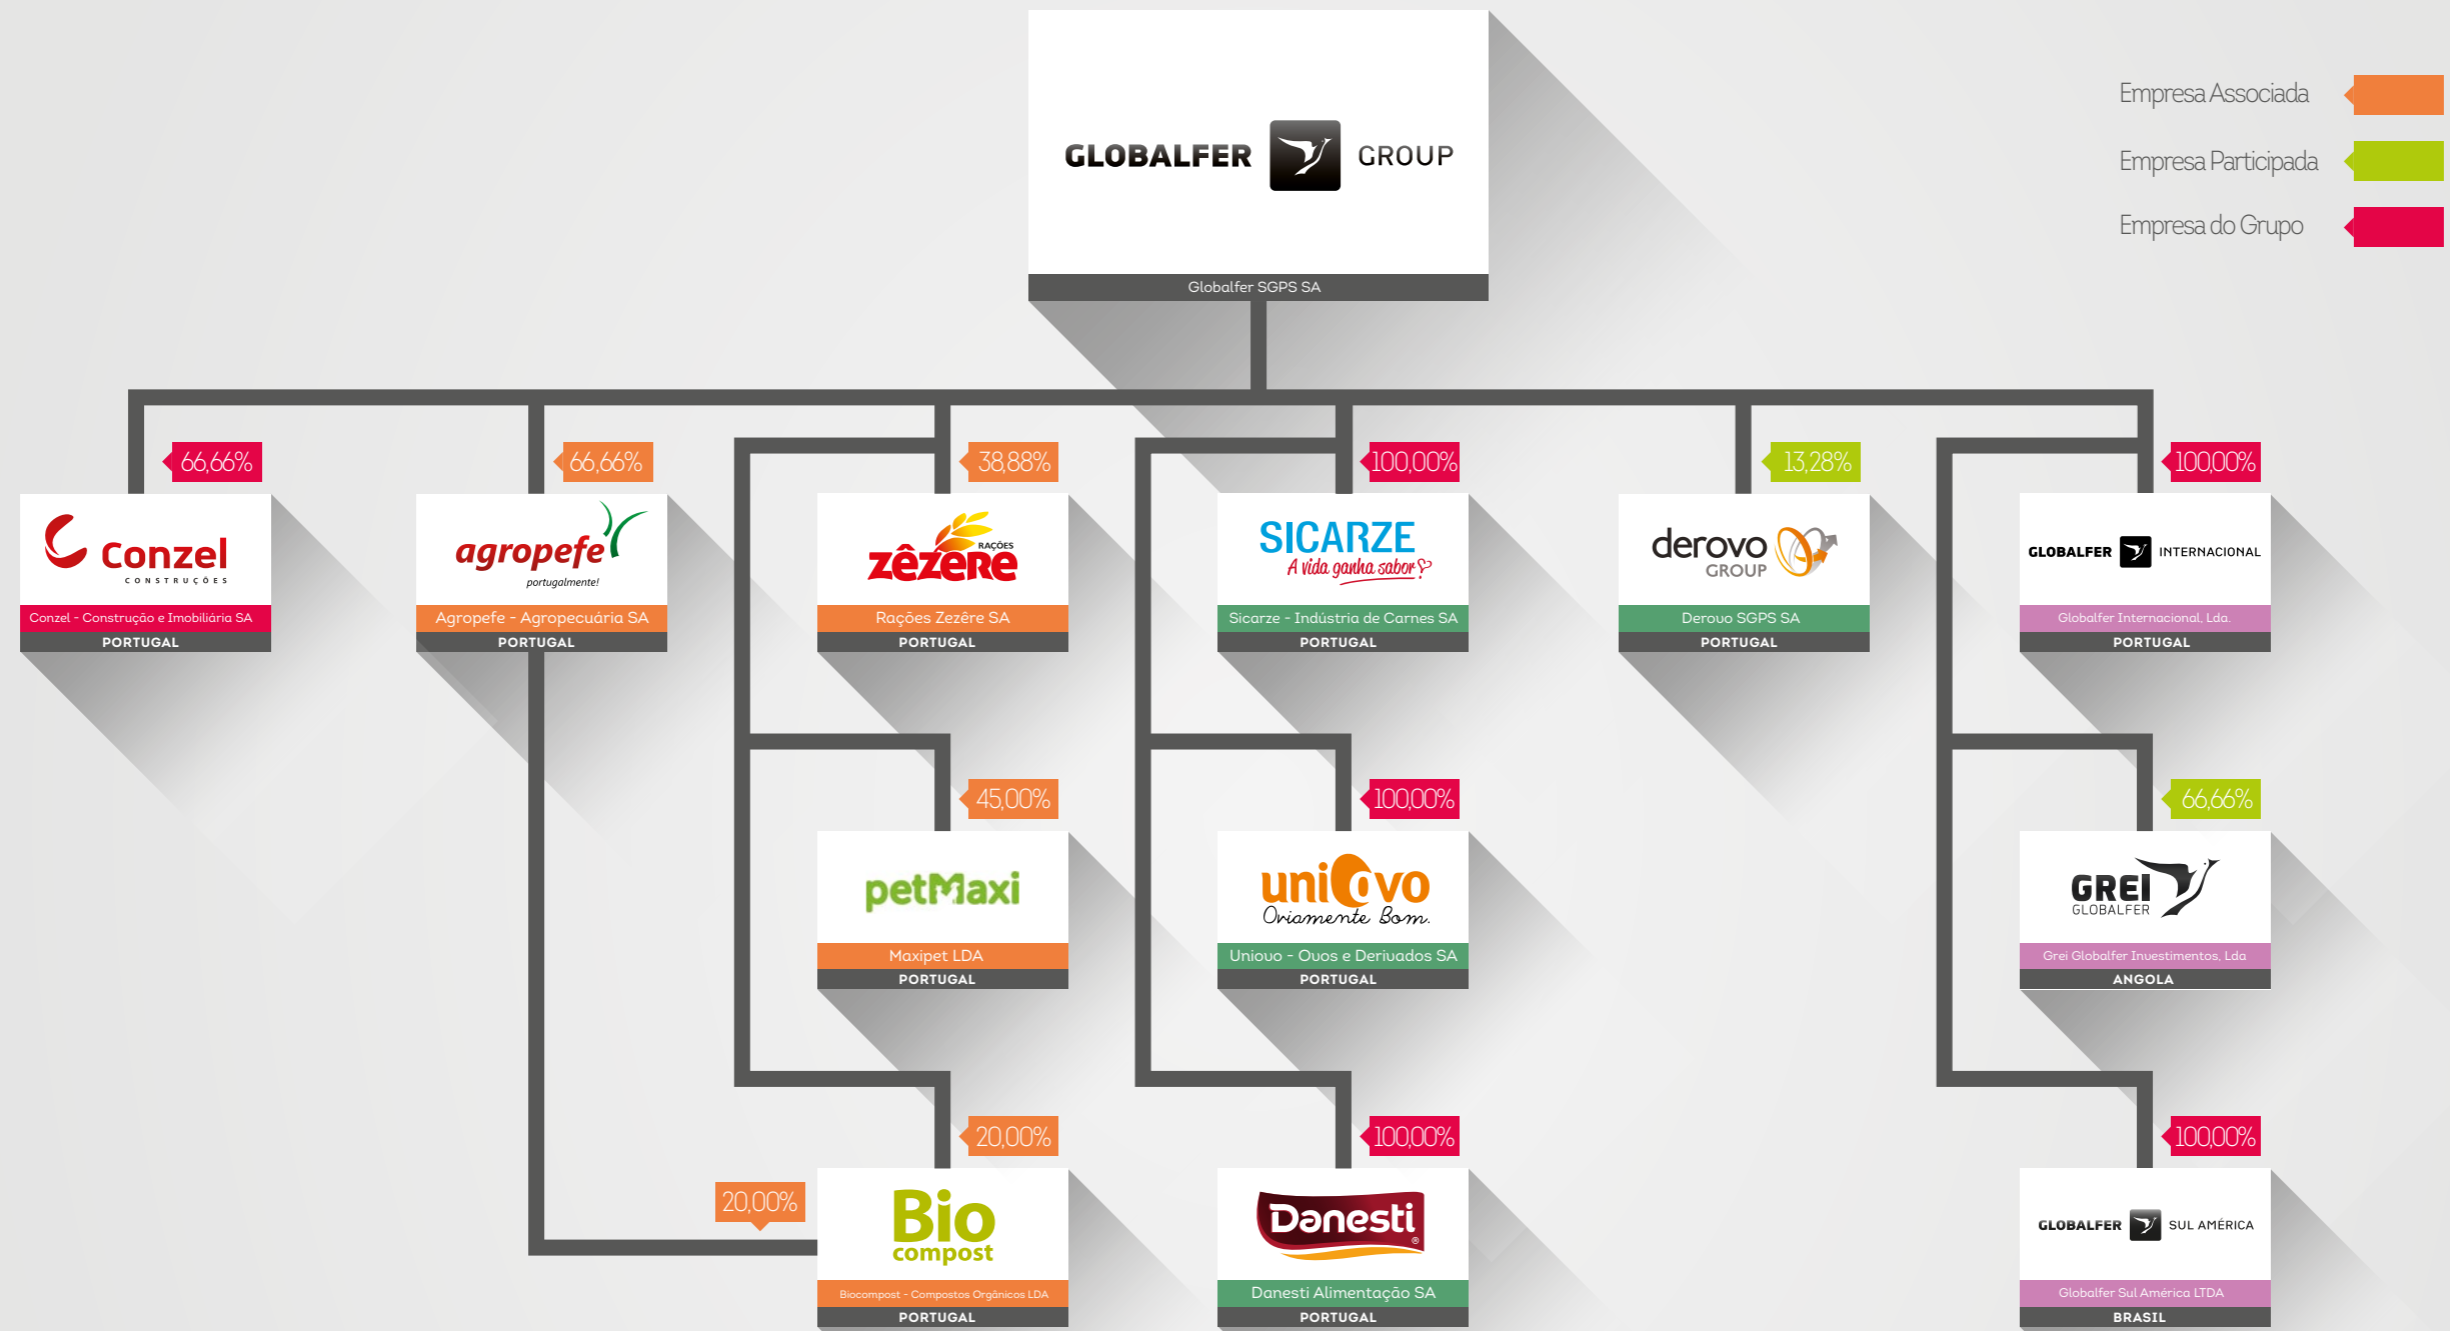 GLOBALFER GROUP
Globalfer SGPS SA
Empresa Associada
Empresa Participada
Empresa do Grupo
66,66%
66,66%
38,88%
100,00%
13,28%
100,00%
Conzel
CONSTRUÇÕES
Conzel - Construção e Imobiliária SA
PORTUGAL
agropefe
portugalmente!
Agropefe - Agropecuária SA
PORTUGAL
RAÇÕES
zêzere
Rações Zezêre SA
PORTUGAL
SICARZE
A vida ganha sabor
Sicarze - Indústria de Carnes SA
PORTUGAL
derovo
GROUP
Derovo SGPS SA
PORTUGAL
GLOBALFER INTERNACIONAL
Globalfer Internacional, Lda.
PORTUGAL
45,00%
100,00%
66,66%
petMaxi
Maxipet LDA
PORTUGAL
uniovo
Oviamente Bom.
Uniovo - Ovos e Derivados SA
PORTUGAL
GREI
GLOBALFER
Grei Globalfer Investimentos, Lda
ANGOLA
20,00%
20,00%
100,00%
100,00%
Bio
compost
Biocompost - Compostos Orgânicos LDA
PORTUGAL
Danesti
®
Danesti Alimentação SA
PORTUGAL
GLOBALFER SUL AMÉRICA
Globalfer Sul América LTDA
BRASIL